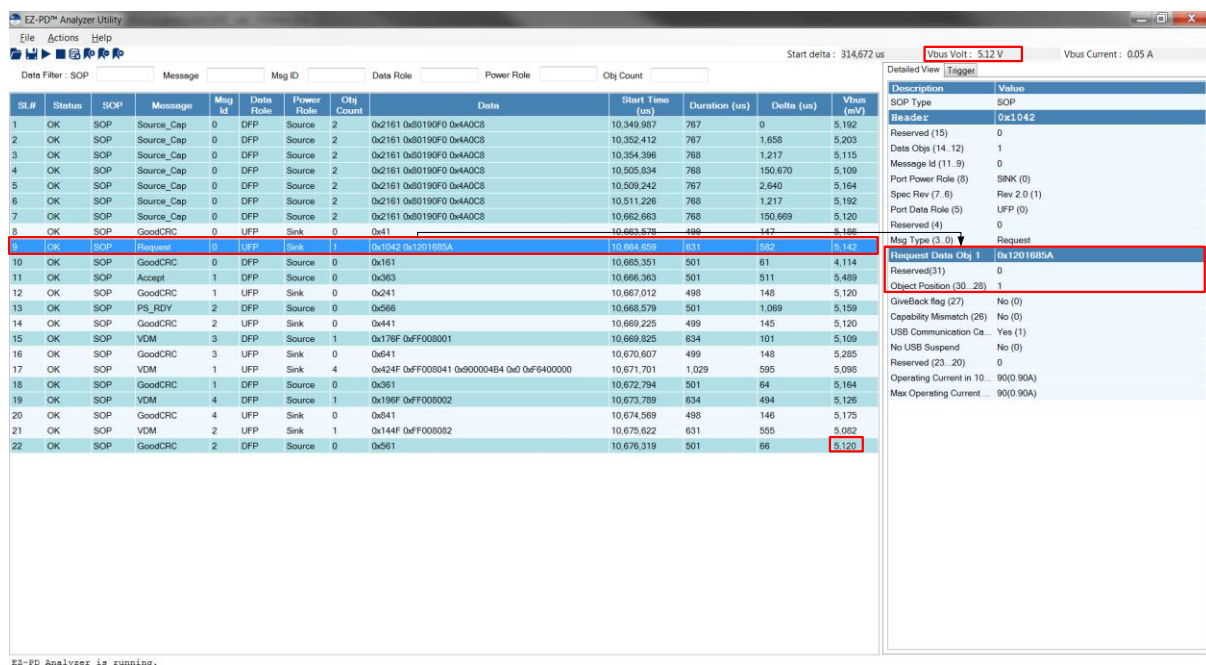 EZ-PD™ Analyzer Utility
File Actions Help
Start delta : 314,672 us Vbus Volt : 5.12 V Vbus Current : 0.05 A
Data Filter : SOP Message Msg ID Data Role Power Role Obj Count
SL# Status SOP Message Msg Id Data Role Power Role Obj Count Data Start Time (us) Duration (us) Delta (us) Vbus (mV)
1 OK SOP Source_Cap 0 DFP Source 2 0x2161 0x80190F0 0x4A0C8 10,349,987 767 0 5,192
2 OK SOP Source_Cap 0 DFP Source 2 0x2161 0x80190F0 0x4A0C8 10,352,412 767 1,658 5,203
3 OK SOP Source_Cap 0 DFP Source 2 0x2161 0x80190F0 0x4A0C8 10,354,396 768 1,217 5,115
4 OK SOP Source_Cap 0 DFP Source 2 0x2161 0x80190F0 0x4A0C8 10,505,834 768 150,670 5,109
5 OK SOP Source_Cap 0 DFP Source 2 0x2161 0x80190F0 0x4A0C8 10,509,242 767 2,640 5,164
6 OK SOP Source_Cap 0 DFP Source 2 0x2161 0x80190F0 0x4A0C8 10,511,226 768 1,217 5,192
7 OK SOP Source_Cap 0 DFP Source 2 0x2161 0x80190F0 0x4A0C8 10,662,663 768 150,669 5,120
8 OK SOP GoodCRC 0 UFP Sink 0 0x41 10,663,578 499 147 5,186
9 OK SOP Request 0 UFP Sink 1 0x1042 0x1201685A 10,664,659 631 582 5,142
10 OK SOP GoodCRC 0 DFP Source 0 0x161 10,665,351 501 61 4,114
11 OK SOP Accept 1 DFP Source 0 0x363 10,666,363 501 511 5,489
12 OK SOP GoodCRC 1 UFP Sink 0 0x241 10,667,012 498 148 5,120
13 OK SOP PS_RDY 2 DFP Source 0 0x566 10,668,579 501 1,069 5,159
14 OK SOP GoodCRC 2 UFP Sink 0 0x441 10,669,225 499 145 5,120
15 OK SOP VDM 3 DFP Source 1 0x176F 0xFF008001 10,669,825 634 101 5,109
16 OK SOP GoodCRC 3 UFP Sink 0 0x641 10,670,607 499 148 5,285
17 OK SOP VDM 1 UFP Sink 4 0x424F 0xFF008041 0x900004B4 0x0 0xF6400000 10,671,701 1,029 595 5,098
18 OK SOP GoodCRC 1 DFP Source 0 0x361 10,672,794 501 64 5,164
19 OK SOP VDM 4 DFP Source 1 0x196F 0xFF008002 10,673,789 634 494 5,126
20 OK SOP GoodCRC 4 UFP Sink 0 0x841 10,674,569 498 146 5,175
21 OK SOP VDM 2 UFP Sink 1 0x144F 0xFF008082 10,675,622 631 555 5,082
22 OK SOP GoodCRC 2 DFP Source 0 0x561 10,676,319 501 66 5,120
Detailed View Trigger
Description Value
SOP Type SOP
Header 0x1042
Reserved (15) 0
Data Objs (14..12) 1
Message Id (11..9) 0
Port Power Role (8) SINK (0)
Spec Rev (7..6) Rev 2.0 (1)
Port Data Role (5) UFP (0)
Reserved (4) 0
Msg Type (3..0) Request
Request Data Obj 1 0x1201685A
Reserved(31) 0
Object Position (30...28) 1
GiveBack flag (27) No (0)
Capability Mismatch (26) No (0)
USB Communication Ca... Yes (1)
No USB Suspend No (0)
Reserved (23...20) 0
Operating Current in 10... 90(0.90A)
Max Operating Current ... 90(0.90A)
EZ-PD Analyzer is running.